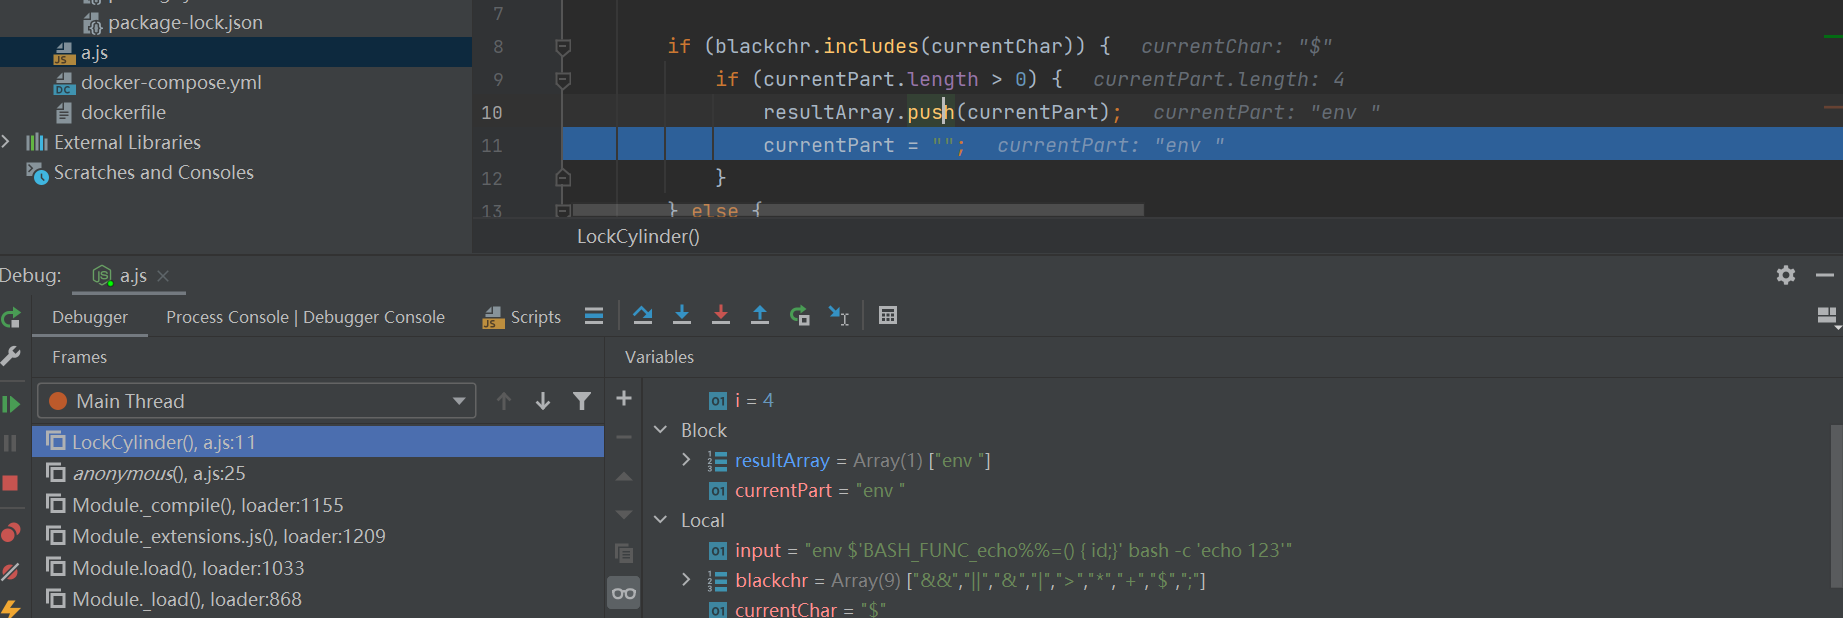 package-lock.json
a.js
docker-compose.yml
dockerfile
External Libraries
Scratches and Consoles
7
8 if (blackchr.includes(currentChar)) { currentChar: "$"
9 if (currentPart.length > 0) { currentPart.length: 4
10 resultArray.push(currentPart); currentPart: "env "
11 currentPart = ""; currentPart: "env "
12 }
13 } else {
LockCylinder()
Debug: a.js
Debugger Process Console | Debugger Console Scripts
Frames
Main Thread
LockCylinder(), a.js:11
anonymous(), a.js:25
Module._compile(), loader:1155
Module._extensions..js(), loader:1209
Module.load(), loader:1033
Module._load(), loader:868
Variables
i = 4
Block
resultArray = Array(1) ["env "]
currentPart = "env "
Local
input = "env $'BASH_FUNC_echo%%=() { id;}' bash -c 'echo 123'"
blackchr = Array(9) ["&&","||","&","|",">","*","+","$",";"]
currentChar = "$"